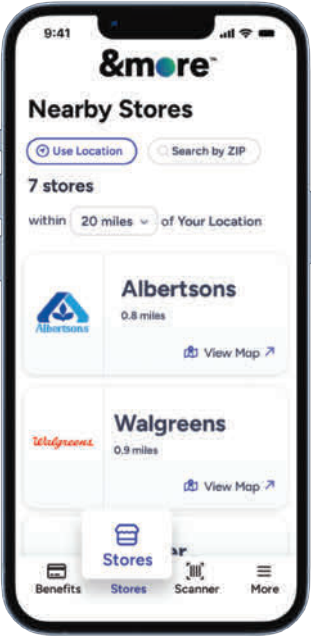 9:41
&more™
Nearby Stores
Use Location
Search by ZIP
7 stores
within 20 miles of Your Location
Albertsons
Albertsons
0.8 miles
View Map
Walgreens
Walgreens
0.9 miles
View Map
Stores
Benefits
Stores
Scanner
More